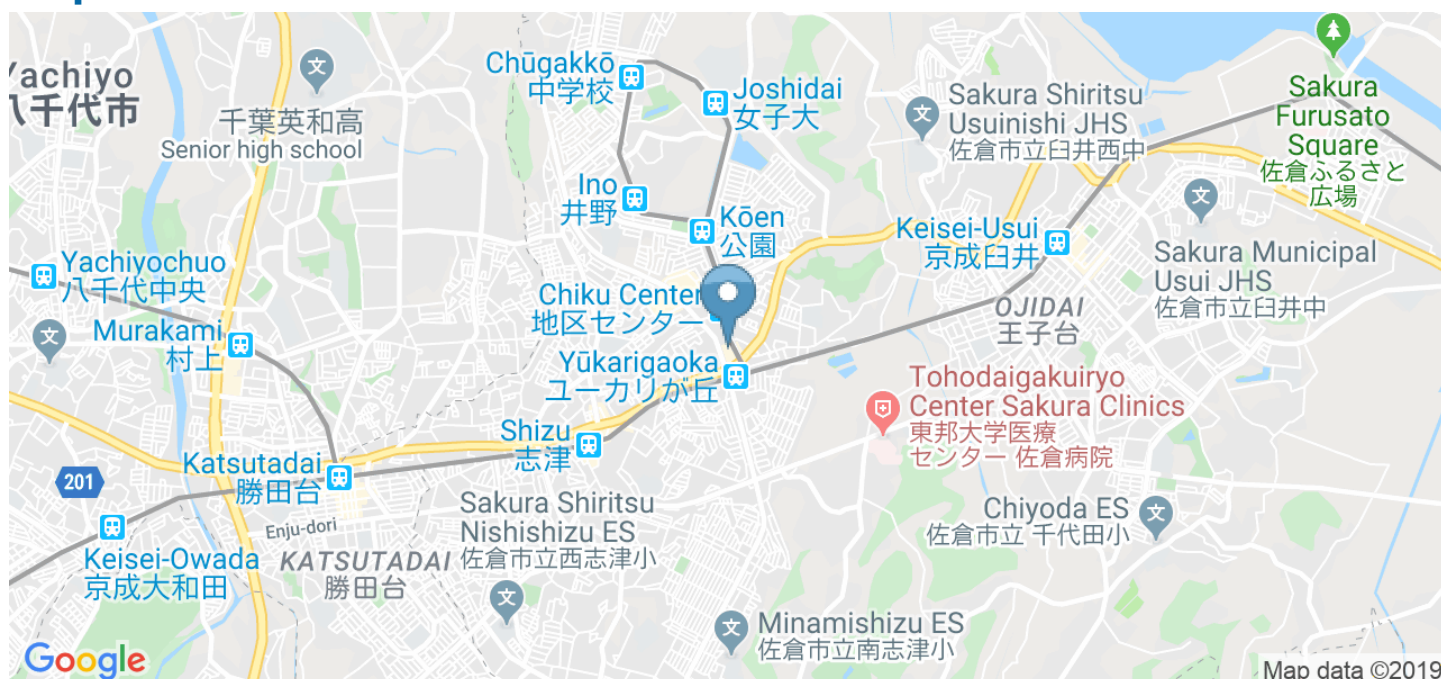 Yachiyo
八千代市
千葉英和高
Senior high school
Chūgakkō
中学校
Joshidai
女子大
Sakura Shiritsu
Usuinishi JHS
佐倉市立臼井西中
Sakura
Furusato
Square
佐倉ふるさと
広場
Ino
井野
Kōen
公園
Keisei-Usui
京成臼井
Sakura Municipal
Usui JHS
佐倉市立臼井中
Yachiyochuo
八千代中央
Chiku Center
地区センター
OJIDAI
王子台
Murakami
村上
Yūkarigaoka
ユーカリが丘
Tohodaigakuiryo
Center Sakura Clinics
東邦大学医療
センター 佐倉病院
Shizu
志津
Katsutadai
勝田台
201
Sakura Shiritsu
Nishishizu ES
佐倉市立西志津小
Chiyoda ES
佐倉市立 千代田小
Enju-dori
Keisei-Owada
京成大和田
KATSUTADAI
勝田台
Minamishizu ES
佐倉市立南志津小
Google
Map data ©2019